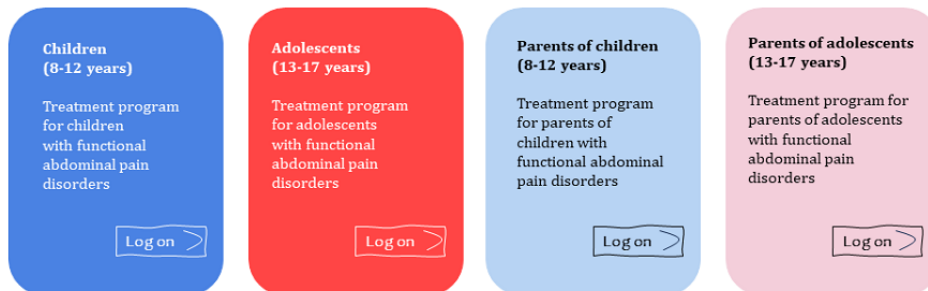 Children
(8-12 years)
Treatment program
for children
with functional
abdominal pain
disorders
Log on
Adolescents
(13-17 years)
Treatment program
for adolescents
with functional
abdominal pain
disorders
Log on
Parents of children
(8-12 years)
Treatment program
for parents of
children with
functional abdominal
pain disorders
Log on
Parents of adolescents
(13-17 years)
Treatment program for
parents of adolescents
with functional
abdominal pain
disorders
Log on